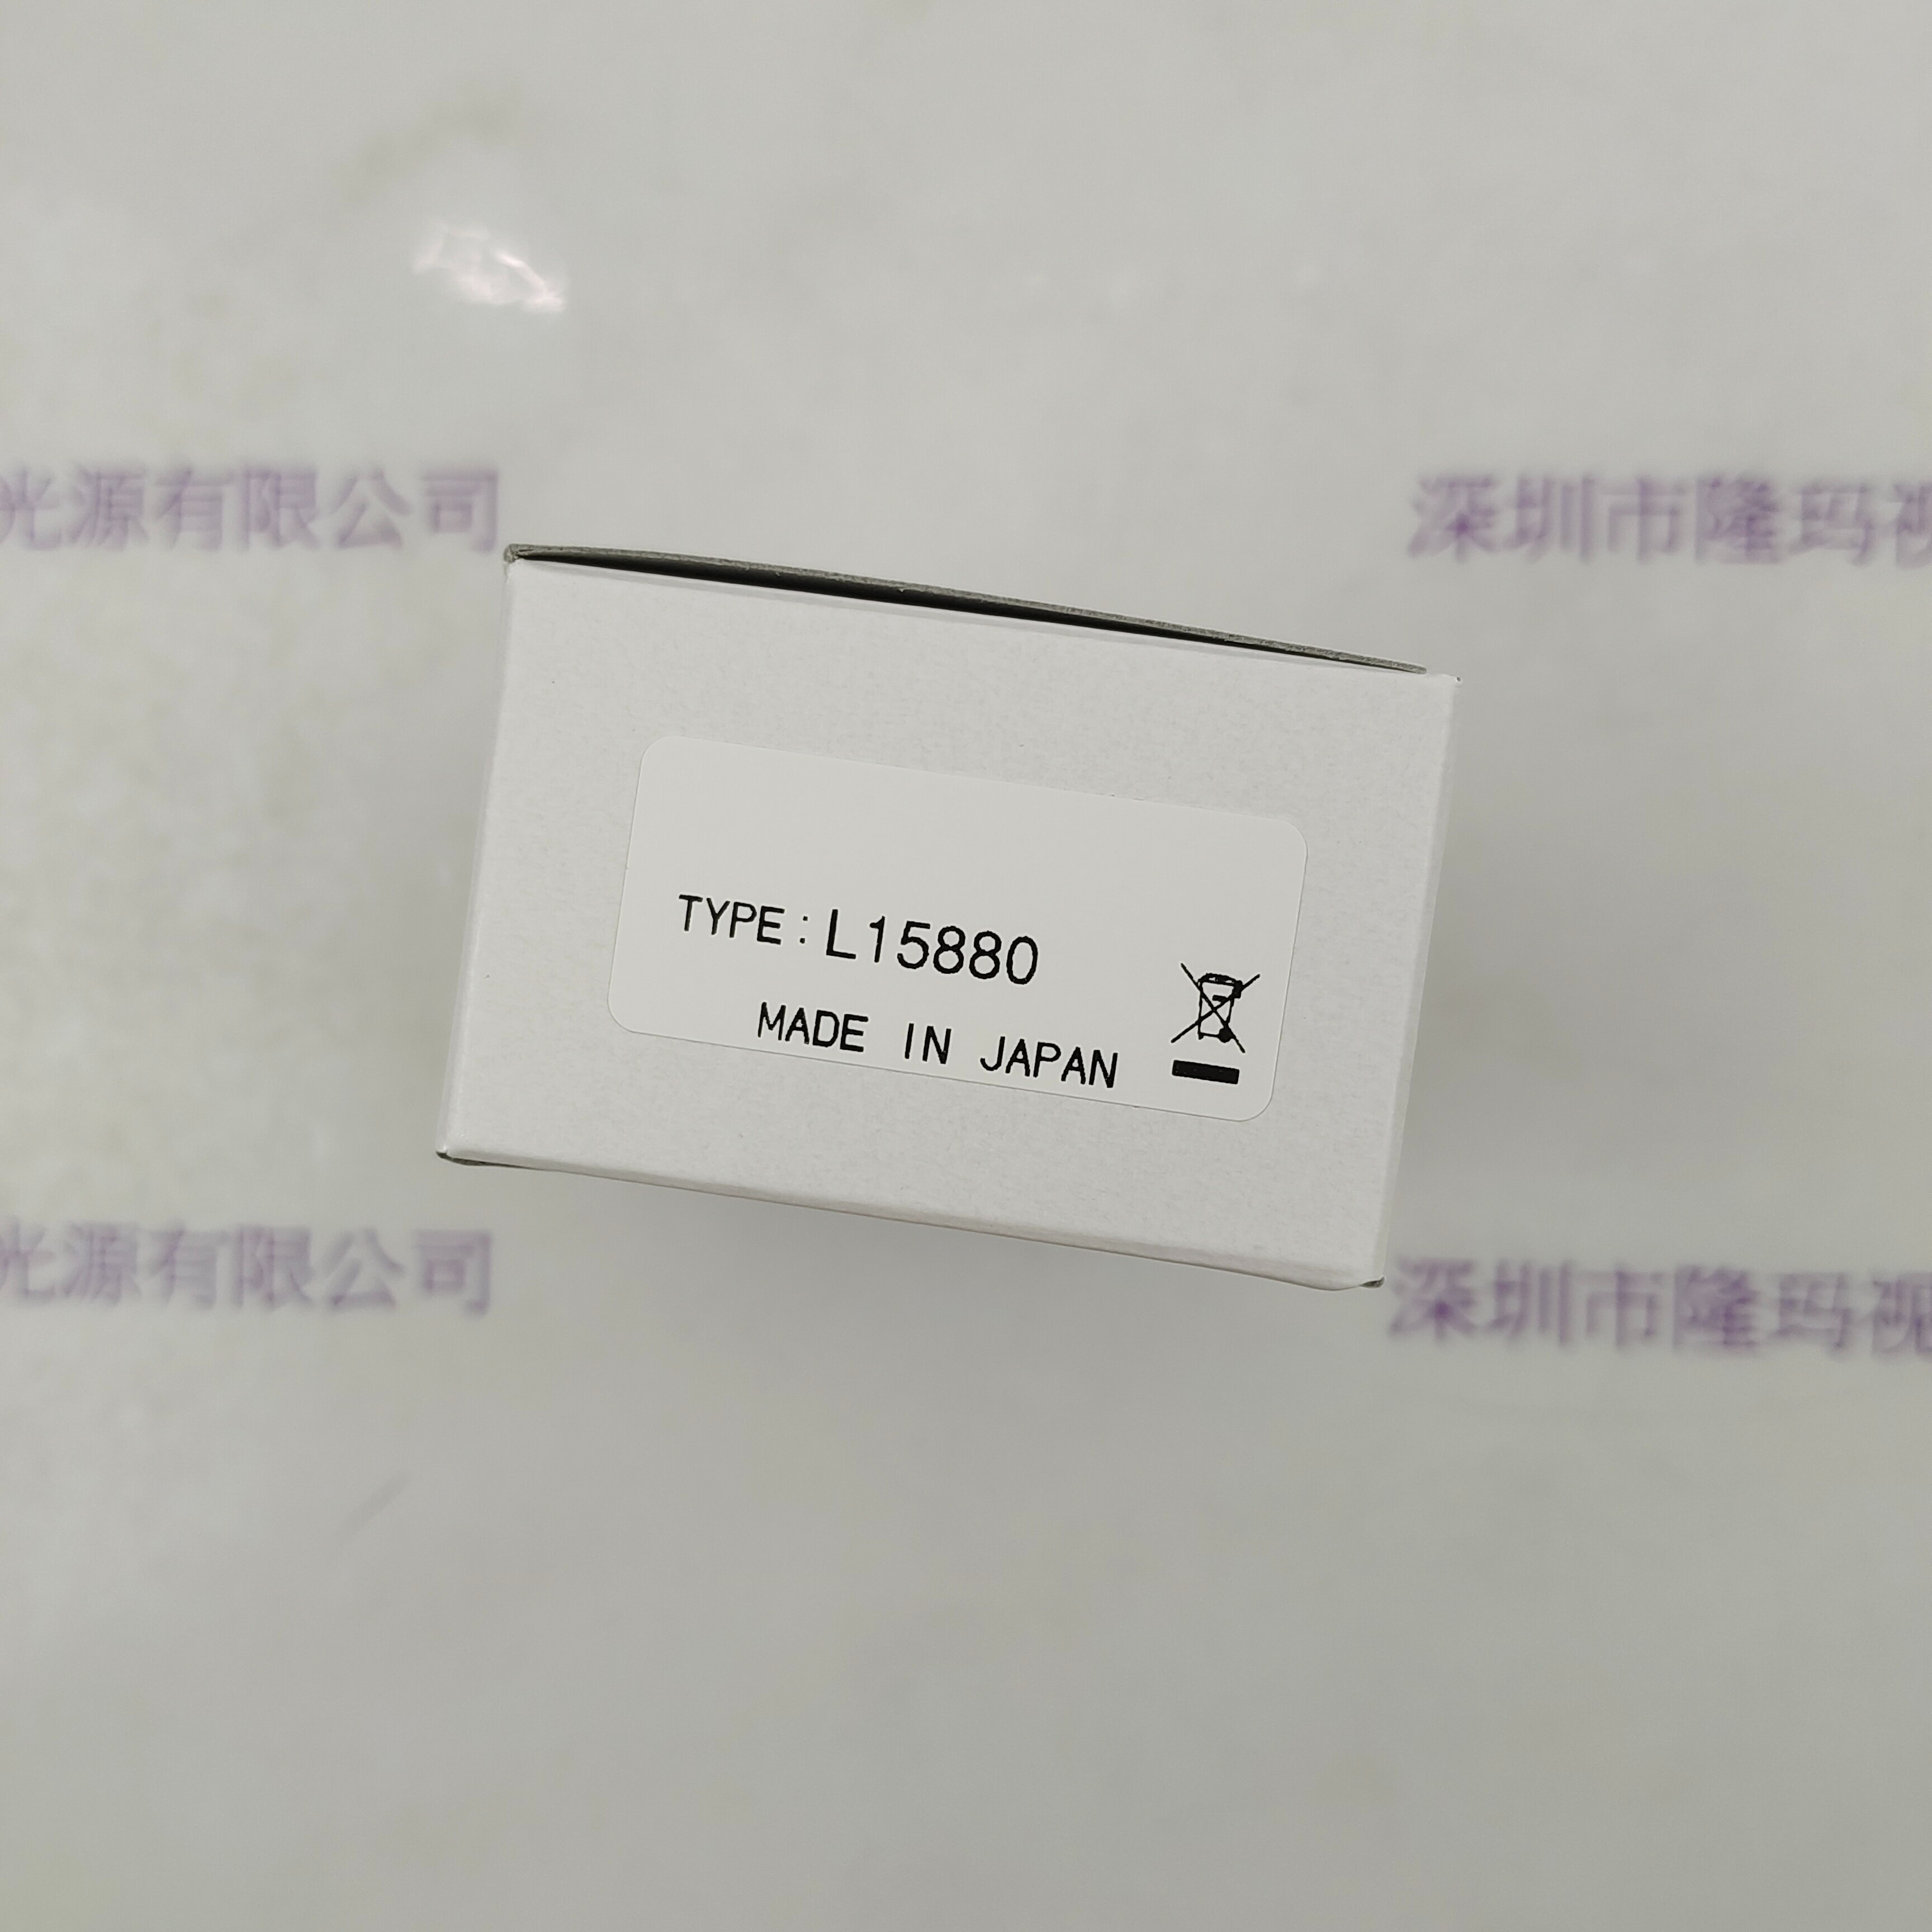 光源有限公司
深圳市隆玛视
TYPE:L15880
MADE IN JAPAN
光源有限公司
深圳市隆玛视